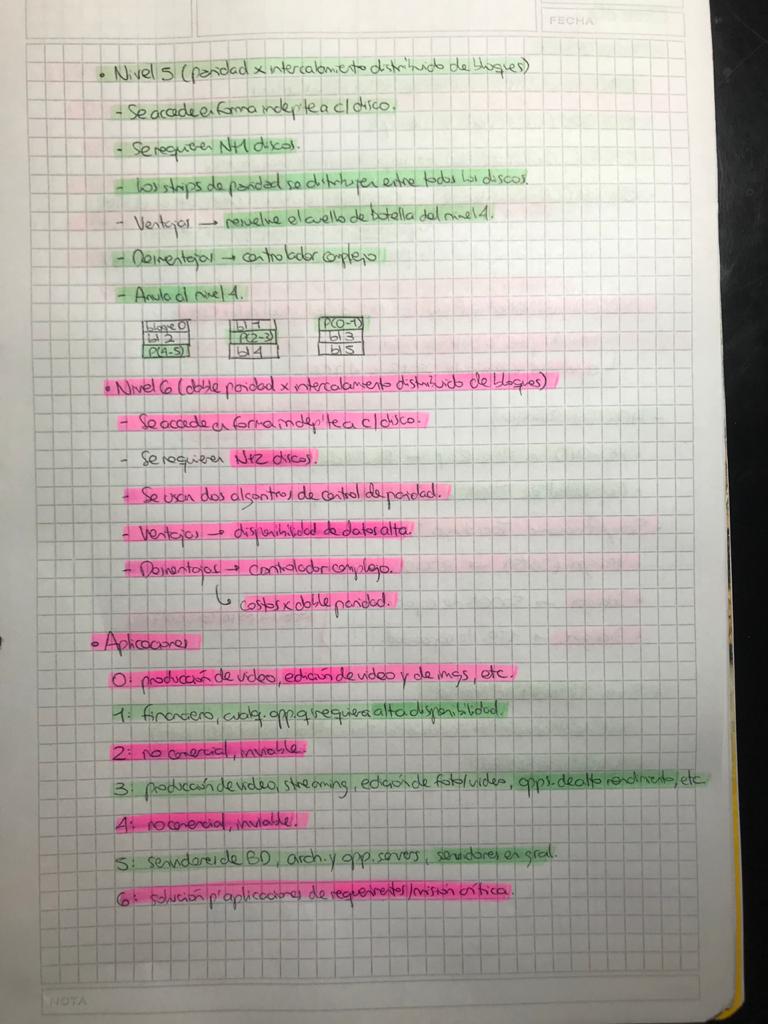 FECHA
• Nivel 5 (paridad x intercalamiento distribuido de bloques)
- Se accede en forma indep'te a c/ disco.
- Se requieren N+1 discos.
- Los strips de paridad se distribuyen entre todos los discos.
- Ventajas → resuelve el cuello de botella del nivel 4.
- Desventajas → controlador complejo
- Anula al nivel 4.
bloque 0 bl 1 P(0-1)
bl 2 P(2-3) bl 3
P(4-5) bl 4 bl 5
• Nivel 6 (doble paridad x intercalamiento distribuido de bloques)
- Se accede en forma indep'te a c/ disco.
- Se requieren N+2 discos.
- Se usan dos algoritmos de control de paridad.
- Ventajas → disponibilidad de datos alta.
- Desventajas → controlador complejo.
↳ costos x doble paridad.
• Aplicaciones
0: producción de video, edición de video y de imgs, etc.
1: financiero, cualq. app. q requiera alta disponibilidad.
2: no comercial, inviable.
3: producción de video, streaming, edición de foto/video, apps. de alto rendimiento, etc
4: no comercial, inviable.
5: servidores de BD, arch. y app. servers, servidores en gral.
6: solución p' aplicaciones de /misión crítica.
NOTA